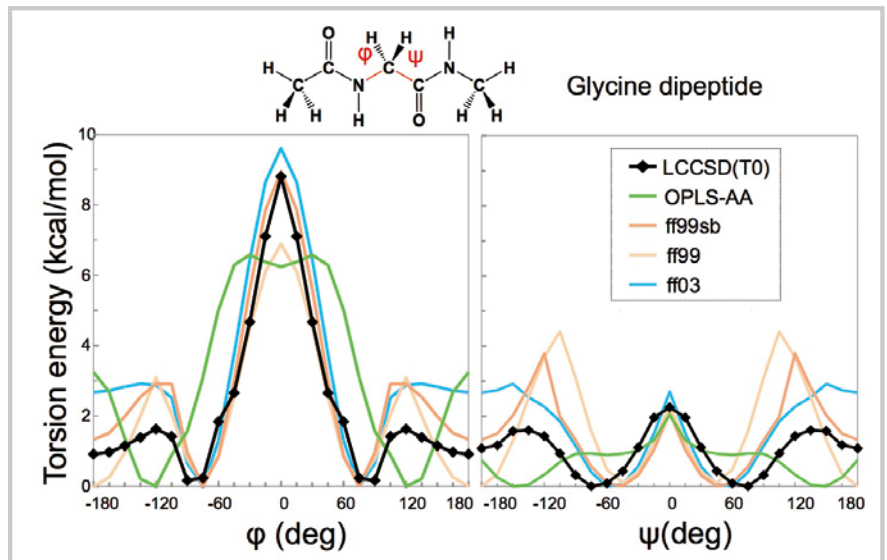 O H H H
φ ψ
H C C N H
C N C C
H H H O H H
Glycine dipeptide
Torsion energy (kcal/mol)
10
8
6
4
2
0
LCCSD(T0)
OPLS-AA
ff99sb
ff99
ff03
-180 -120 -60 0 60 120 180 -180 -120 -60 0 60 120 180
φ (deg) ψ(deg)